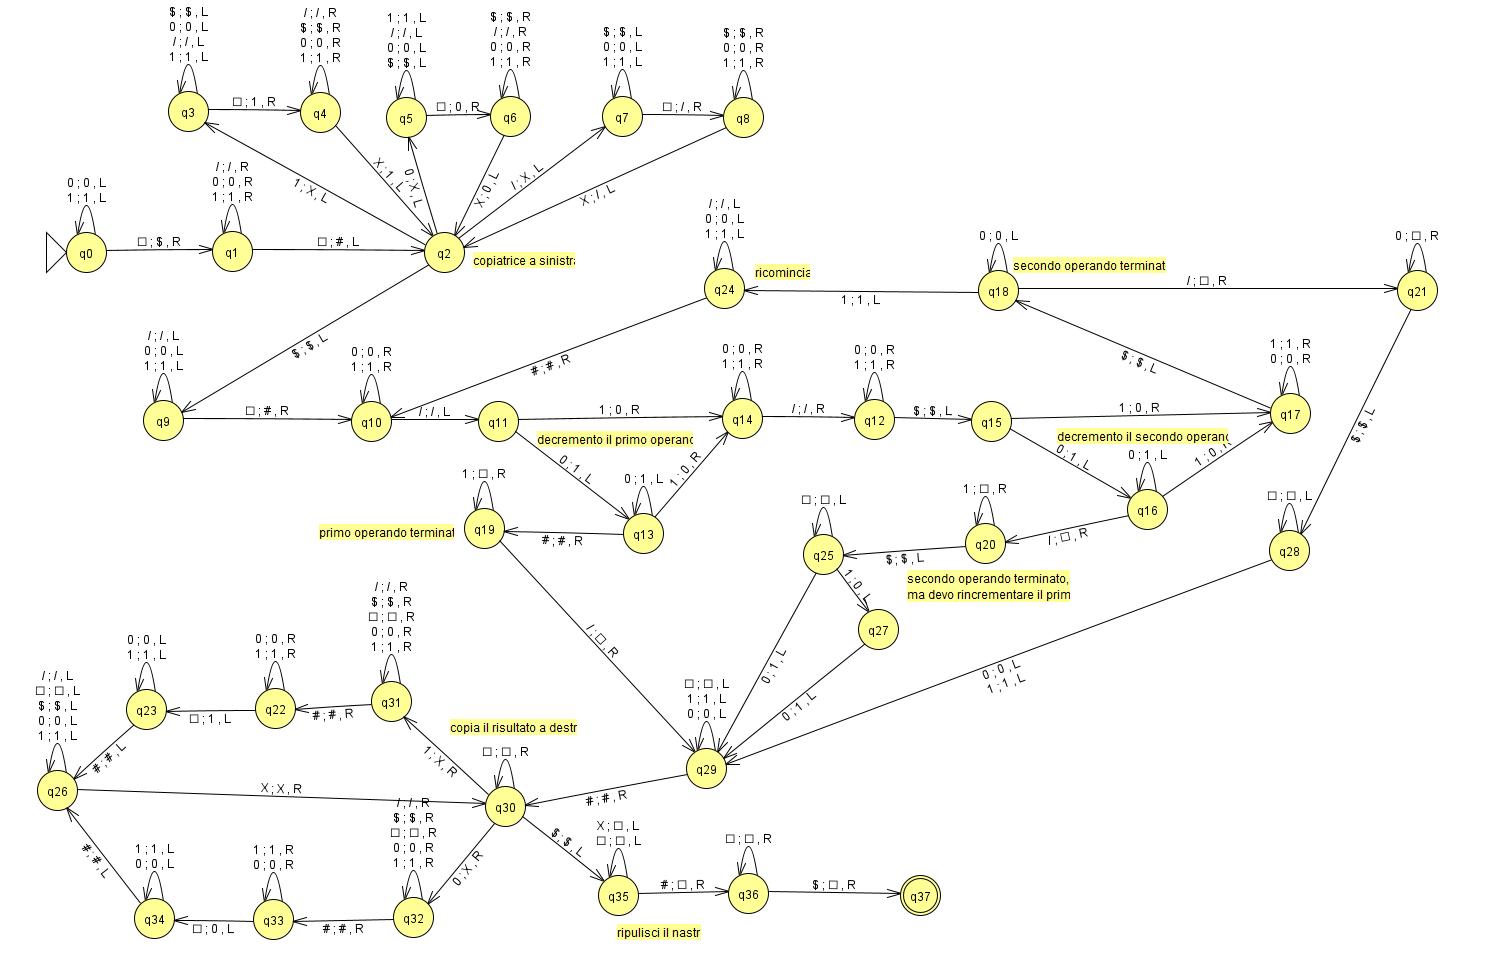 $ ; $ , L
0 ; 0 , L
/ ; / , L
1 ; 1 , L
/ ; / , R
$ ; $ , R
0 ; 0 , R
1 ; 1 , R
1 ; 1 , L
/ ; / , L
0 ; 0 , L
$ ; $ , L
$ ; $ , R
/ ; / , R
0 ; 0 , R
1 ; 1 , R
$ ; $ , L
0 ; 0 , L
1 ; 1 , L
$ ; $ , R
0 ; 0 , R
1 ; 1 , R
q3
□ ; 1 , R
q4
q5
□ ; 0 , R
q6
q7
□ ; / , R
q8
1 ; X , L
X ; 1 , L
0 ; X , L
X ; 0 , L
/ ; X , L
X ; / , L
0 ; 0 , L
1 ; 1 , L
/ ; / , R
0 ; 0 , R
1 ; 1 , R
q0
□ ; $ , R
q1
□ ; # , L
q2
copiatrice a sinistra
/ ; / , L
0 ; 0 , L
1 ; 1 , L
q24
ricomincia
1 ; 1 , L
0 ; 0 , L
q18
secondo operando terminat
/ ; □ , R
0 ; □ , R
q21
$ ; $ , L
# ; # , R
$ ; $ , L
$ ; $ , L
/ ; / , L
0 ; 0 , L
1 ; 1 , L
q9
□ ; # , R
0 ; 0 , R
1 ; 1 , R
q10
/ ; / , L
q11
1 ; 0 , R
decremento il primo operanc
0 ; 0 , R
1 ; 1 , R
q14
/ ; / , R
0 ; 0 , R
1 ; 1 , R
q12
$ ; $ , L
q15
1 ; 0 , R
decremento il secondo operanc
1 ; 1 , R
0 ; 0 , R
q17
0 ; 1 , L
1 ; 0 , R
0 ; 1 , L
1 ; 0 , R
primo operando terminat
1 ; □ , R
q19
# ; # , R
0 ; 1 , L
q13
□ ; □ , L
q25
$ ; $ , L
1 ; □ , R
q20
/ ; □ , R
0 ; 1 , L
q16
□ ; □ , L
q28
secondo operando terminato,
ma devo rincrementare il prim
1 ; 0 , L
q27
/ ; □ , R
0 ; 1 , L
0 ; 1 , L
0 ; 0 , L
1 ; 1 , L
/ ; / , L
□ ; □ , L
$ ; $ , L
0 ; 0 , L
1 ; 1 , L
q26
0 ; 0 , L
1 ; 1 , L
q23
□ ; 1 , L
0 ; 0 , R
1 ; 1 , R
q22
# ; # , R
/ ; / , R
$ ; $ , R
□ ; □ , R
0 ; 0 , R
1 ; 1 , R
q31
copia il risultato a destr
□ ; □ , L
1 ; 1 , L
0 ; 0 , L
q29
# ; # , L
X ; X , R
1 ; X , R
□ ; □ , R
q30
# ; # , R
# ; # , L
1 ; 1 , L
0 ; 0 , L
q34
□ ; 0 , L
1 ; 1 , R
0 ; 0 , R
q33
# ; # , R
/ ; / , R
$ ; $ , R
□ ; □ , R
0 ; 0 , R
1 ; 1 , R
q32
0 ; X , R
$ ; $ , L
X ; □ , L
□ ; □ , L
q35
# ; □ , R
□ ; □ , R
q36
$ ; □ , R
q37
ripulisci il nastr